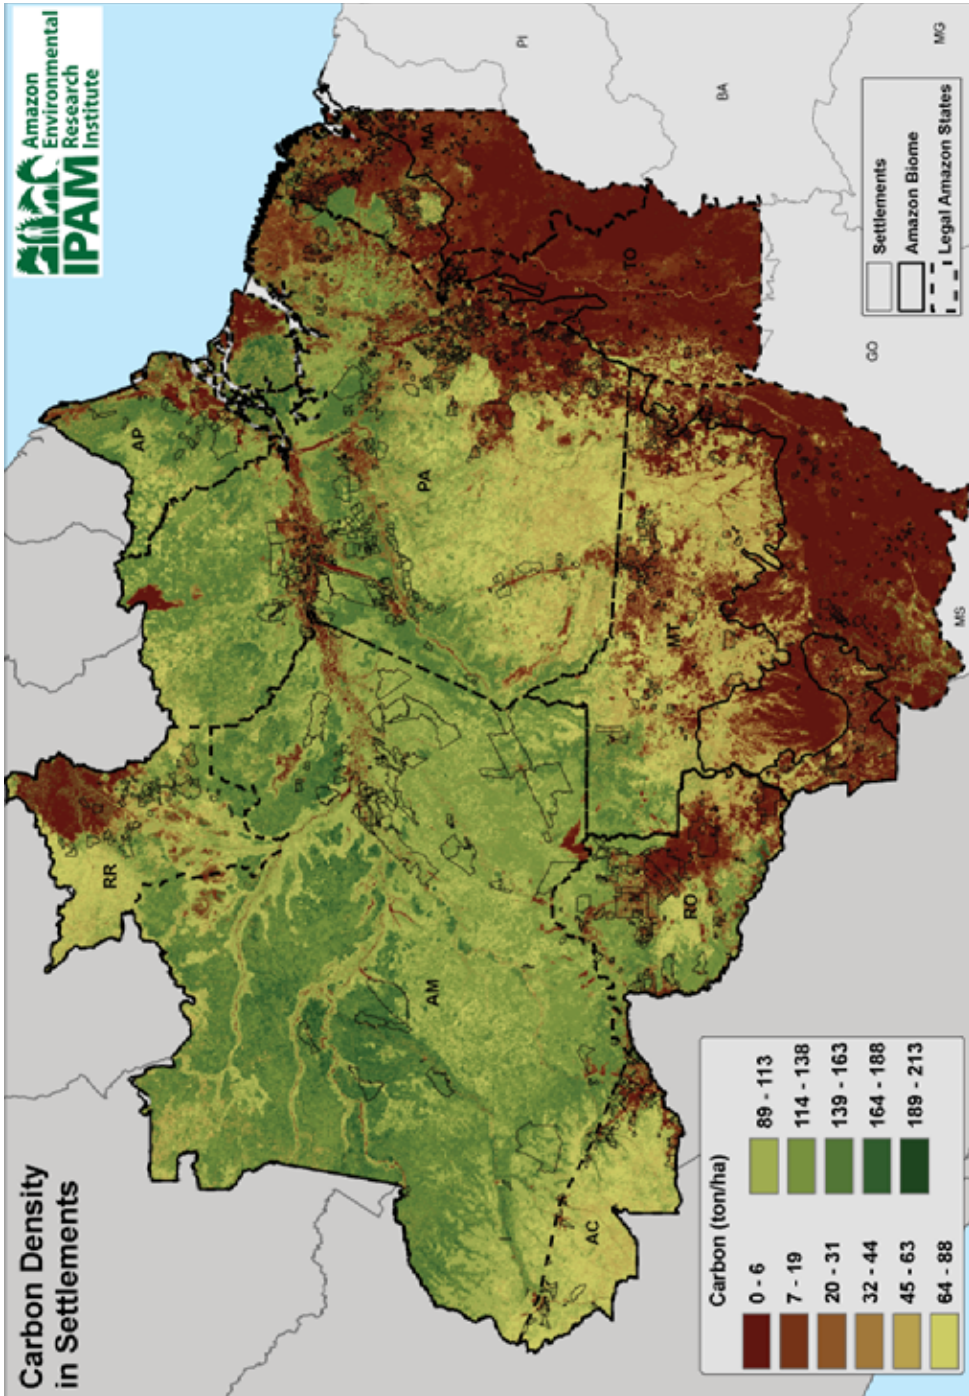 Carbon Density
in Settlements
IPAM
Amazon
Environmental
Research
Institute
RR
AP
AM
PA
MA
AC
RO
MT
TO
PI
BA
GO
MG
MS
Carbon (ton/ha)
0 - 6
7 - 19
20 - 31
32 - 44
45 - 63
64 - 88
89 - 113
114 - 138
139 - 163
164 - 188
189 - 213
Settlements
Amazon Biome
Legal Amazon States